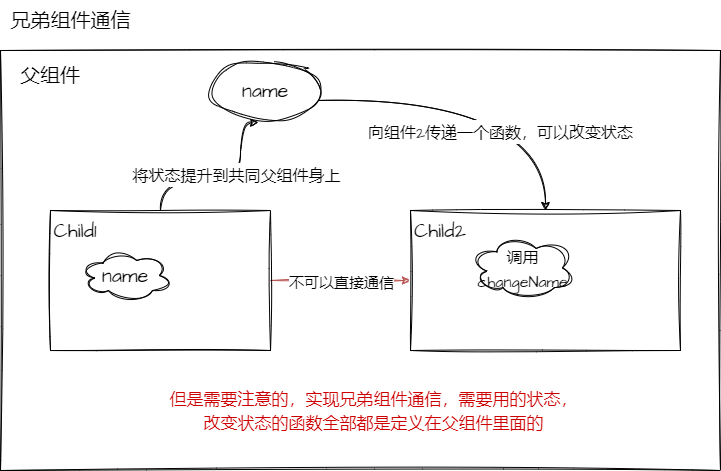 兄弟组件通信
父组件
name
向组件2传递一个函数，可以改变状态
将状态提升到共同父组件身上
Child1
name
不可以直接通信
Child2
调用
changeName
但是需要注意的，实现兄弟组件通信，需要用的状态，
改变状态的函数全部都是定义在父组件里面的